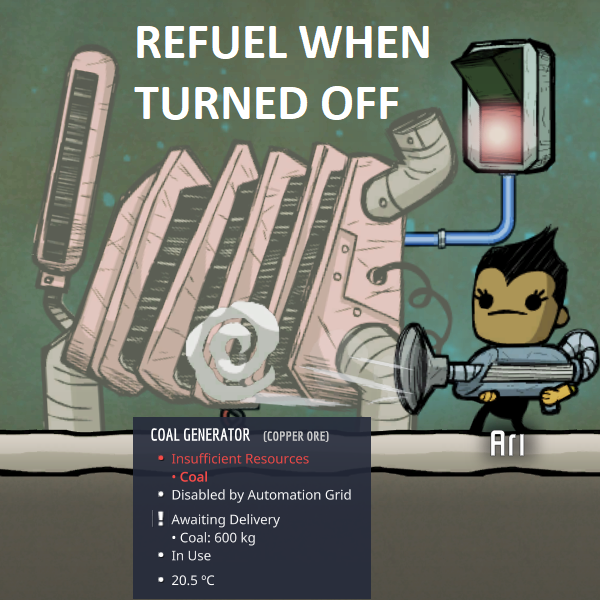 REFUEL WHEN
TURNED OFF
Ari
COAL GENERATOR (COPPER ORE)
• Insufficient Resources
• Coal
• Disabled by Automation Grid
! Awaiting Delivery
• Coal: 600 kg
• In Use
• 20.5 ºC